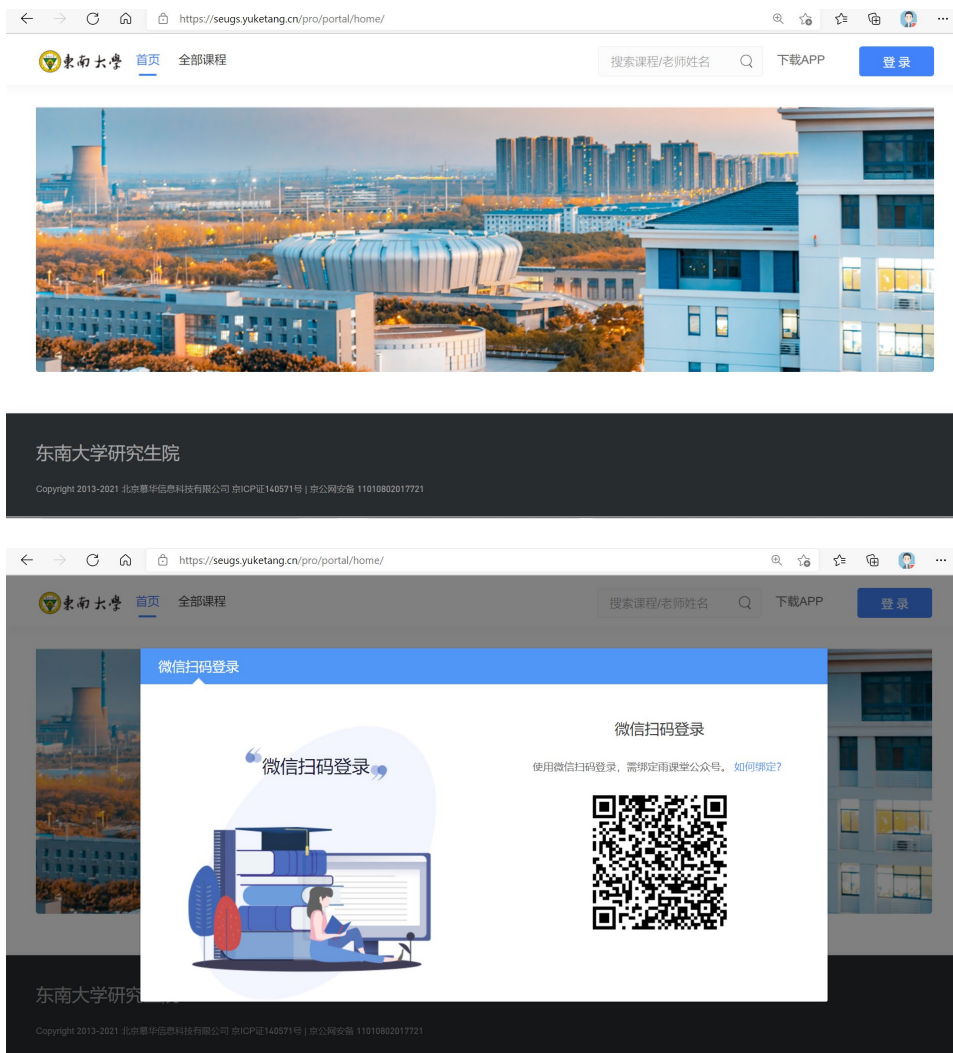 https://seugs.yuketang.cn/pro/portal/home/
東南大學 首页 全部课程 搜索课程/老师姓名 下载APP 登录
东南大学研究生院
Copyright 2013-2021 北京慕华信息科技有限公司 京ICP证140571号 | 京公网安备 11010802017721
https://seugs.yuketang.cn/pro/portal/home/
東南大學 首页 全部课程 搜索课程/老师姓名 下载APP 登录
微信扫码登录
微信扫码登录
“微信扫码登录”
使用微信扫码登录，需绑定雨课堂公众号。 如何绑定?
东南大学研究
Copyright 2013-2021 北京慕华信息科技有限公司 京ICP证140571号 | 京公网安备 11010802017721